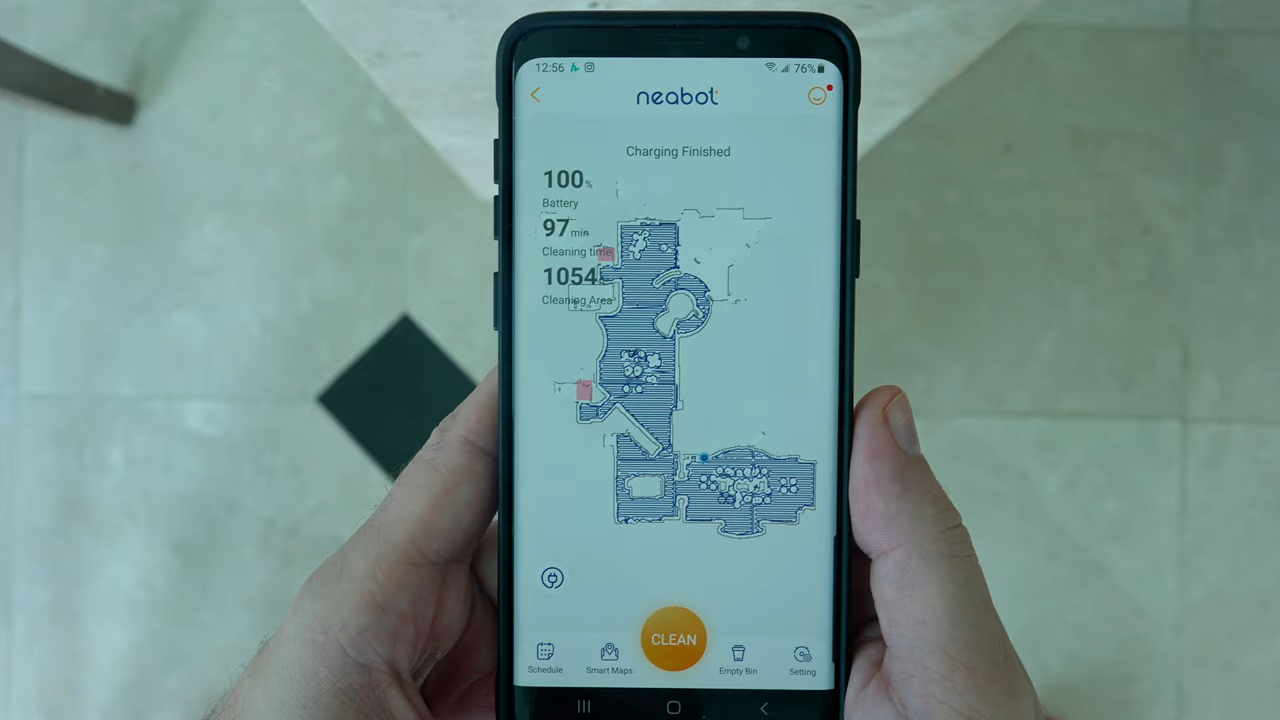 12:56 76%
neabot
Charging Finished
100%
Battery
97 min
Cleaning time
1054
Cleaning Area
CLEAN
Schedule Smart Maps Empty Bin Setting